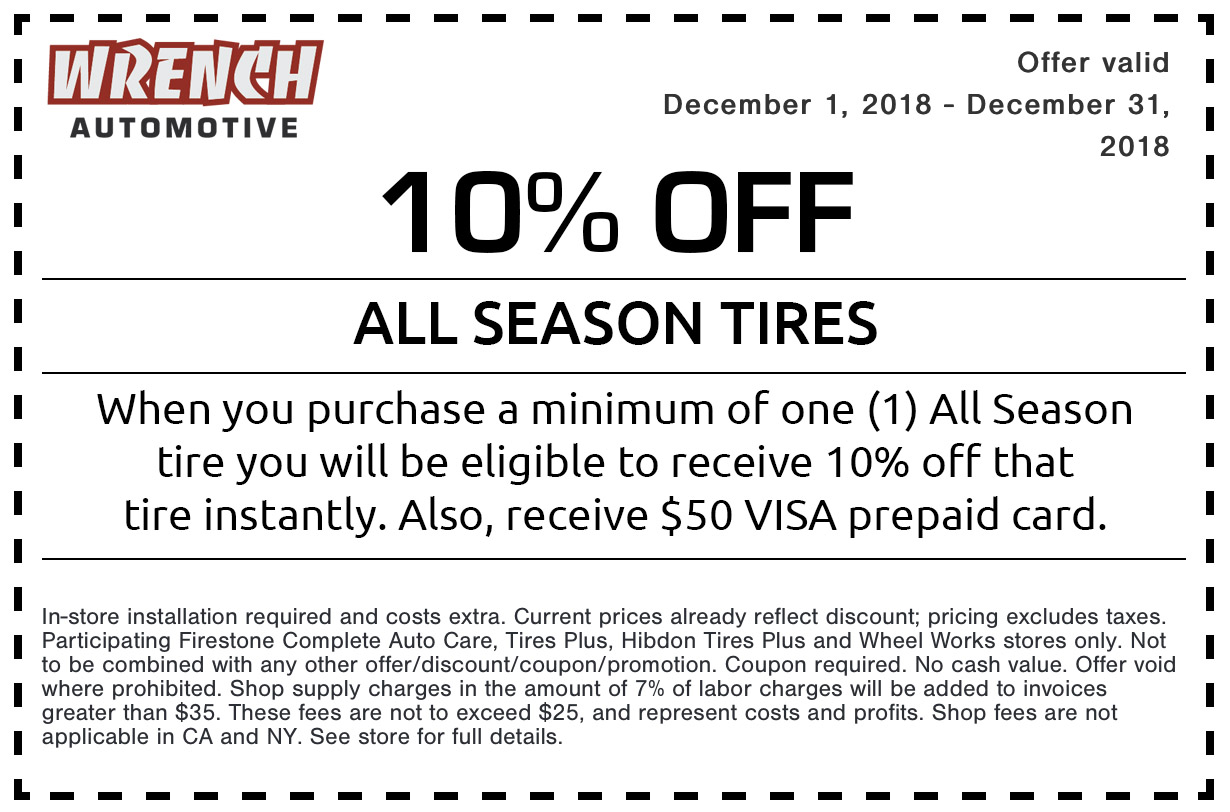 WRENCH
AUTOMOTIVE
Offer valid
December 1, 2018 - December 31,
2018
10% OFF
ALL SEASON TIRES
When you purchase a minimum of one (1) All Season
tire you will be eligible to receive 10% off that
tire instantly. Also, receive $50 VISA prepaid card.
In-store installation required and costs extra. Current prices already reflect discount; pricing excludes taxes.
Participating Firestone Complete Auto Care, Tires Plus, Hibdon Tires Plus and Wheel Works stores only. Not
to be combined with any other offer/discount/coupon/promotion. Coupon required. No cash value. Offer void
where prohibited. Shop supply charges in the amount of 7% of labor charges will be added to invoices
greater than $35. These fees are not to exceed $25, and represent costs and profits. Shop fees are not
applicable in CA and NY. See store for full details.